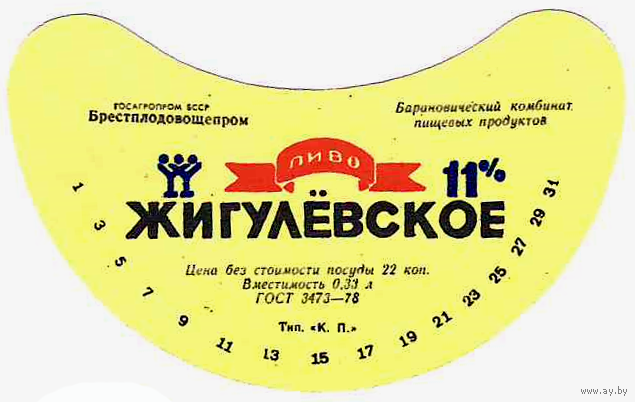 ГОСАГРОПРОМ БССР
Брестплодовощепром
Барановический комбинат
пищевых продуктов
ПИВО
11%
ЖИГУЛЁВСКОЕ
Цена без стоимости посуды 22 коп.
Вместимость 0,33 л
ГОСТ 3473—78
Тип. «К. П.»
1 3 5 7 9 11 13 15 17 19 21 23 25 27 29 31
www.ay.by